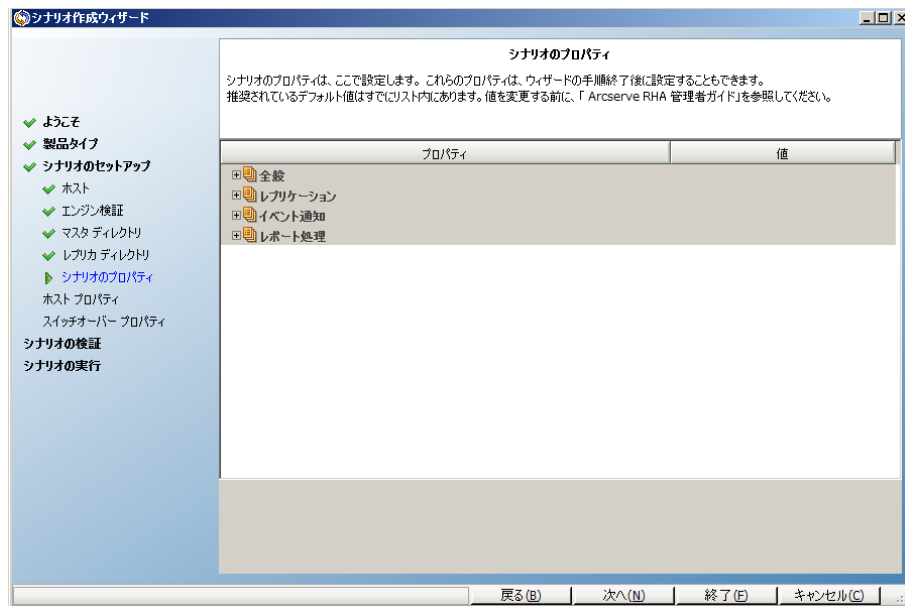 シナリオ作成ウィザード
ようこそ
製品タイプ
シナリオのセットアップ
ホスト
エンジン検証
マスタ ディレクトリ
レプリカ ディレクトリ
シナリオのプロパティ
ホスト プロパティ
スイッチオーバー プロパティ
シナリオの検証
シナリオの実行
シナリオのプロパティ
シナリオのプロパティは、ここで設定します。これらのプロパティは、ウィザードの手順終了後に設定することもできます。
推奨されているデフォルト値はすでにリスト内にあります。値を変更する前に、「 Arcserve RHA 管理者ガイド」を参照してください。
プロパティ 値
全般
レプリケーション
イベント通知
レポート処理
戻る(B) 次へ(N) 終了(F) キャンセル(C)